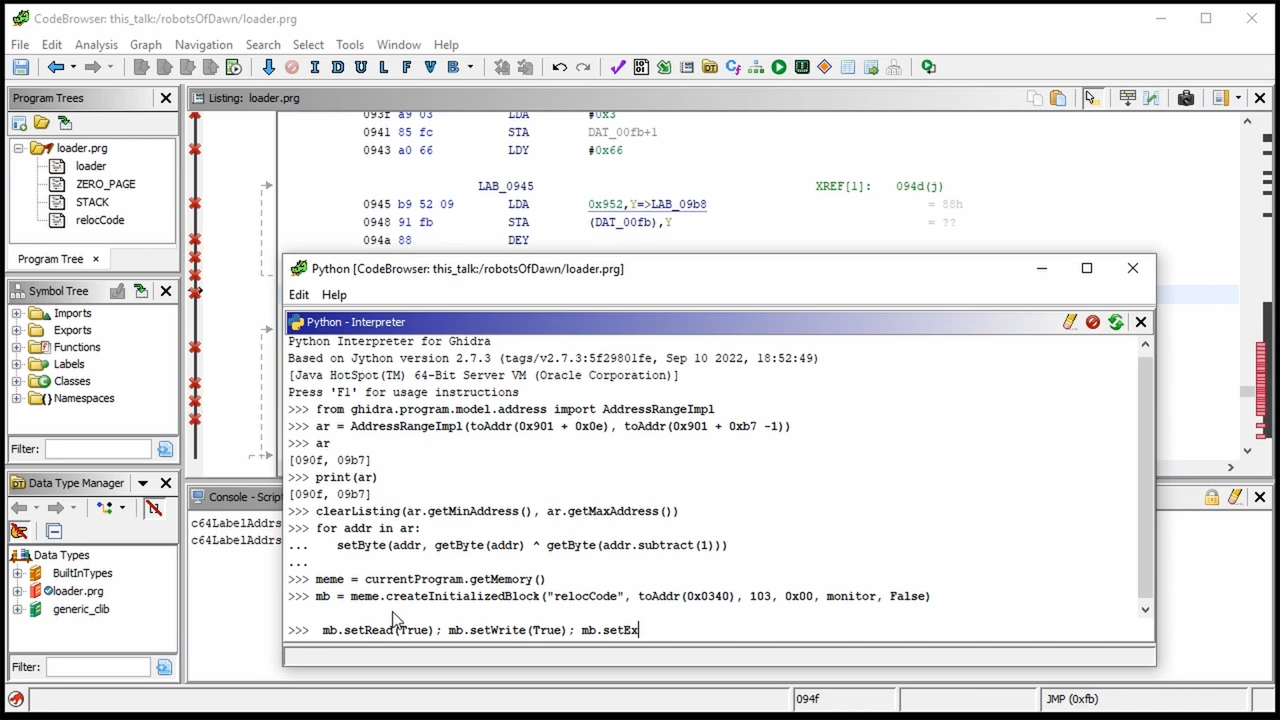 CodeBrowser: this_talk:/robotsOfDawn/loader.prg
File Edit Analysis Graph Navigation Search Select Tools Window Help
I D U L F V B
Program Trees
loader.prg
loader
ZERO_PAGE
STACK
relocCode
Program Tree ×
Symbol Tree
Imports
Exports
Functions
Labels
Classes
Namespaces
Filter:
Data Type Manager
Data Types
BuiltInTypes
loader.prg
generic_clib
Filter:
Listing: loader.prg
093f a9 03 LDA #0x3
0941 85 fc STA DAT_00fb+1
0943 a0 66 LDY #0x66
LAB_0945 XREF[1]: 094d(j)
0945 b9 52 09 LDA 0x952,Y=>LAB_09b8 = 88h
0948 91 fb STA (DAT_00fb),Y = ??
094a 88 DEY
Console - Scrip
c64LabelAddrs
c64LabelAddrs
Python [CodeBrowser: this_talk:/robotsOfDawn/loader.prg]
Edit Help
Python - Interpreter
Python Interpreter for Ghidra
Based on Jython version 2.7.3 (tags/v2.7.3:5f29801fe, Sep 10 2022, 18:52:49)
[Java HotSpot(TM) 64-Bit Server VM (Oracle Corporation)]
Press 'F1' for usage instructions
>>> from ghidra.program.model.address import AddressRangeImpl
>>> ar = AddressRangeImpl(toAddr(0x901 + 0x0e), toAddr(0x901 + 0xb7 -1))
>>> ar
[090f, 09b7]
>>> print(ar)
[090f, 09b7]
>>> clearListing(ar.getMinAddress(), ar.getMaxAddress())
>>> for addr in ar:
... setByte(addr, getByte(addr) ^ getByte(addr.subtract(1)))
...
>>> meme = currentProgram.getMemory()
>>> mb = meme.createInitializedBlock("relocCode", toAddr(0x0340), 103, 0x00, monitor, False)
>>> mb.setRead(True); mb.setWrite(True); mb.setEx
094f
JMP (0xfb)